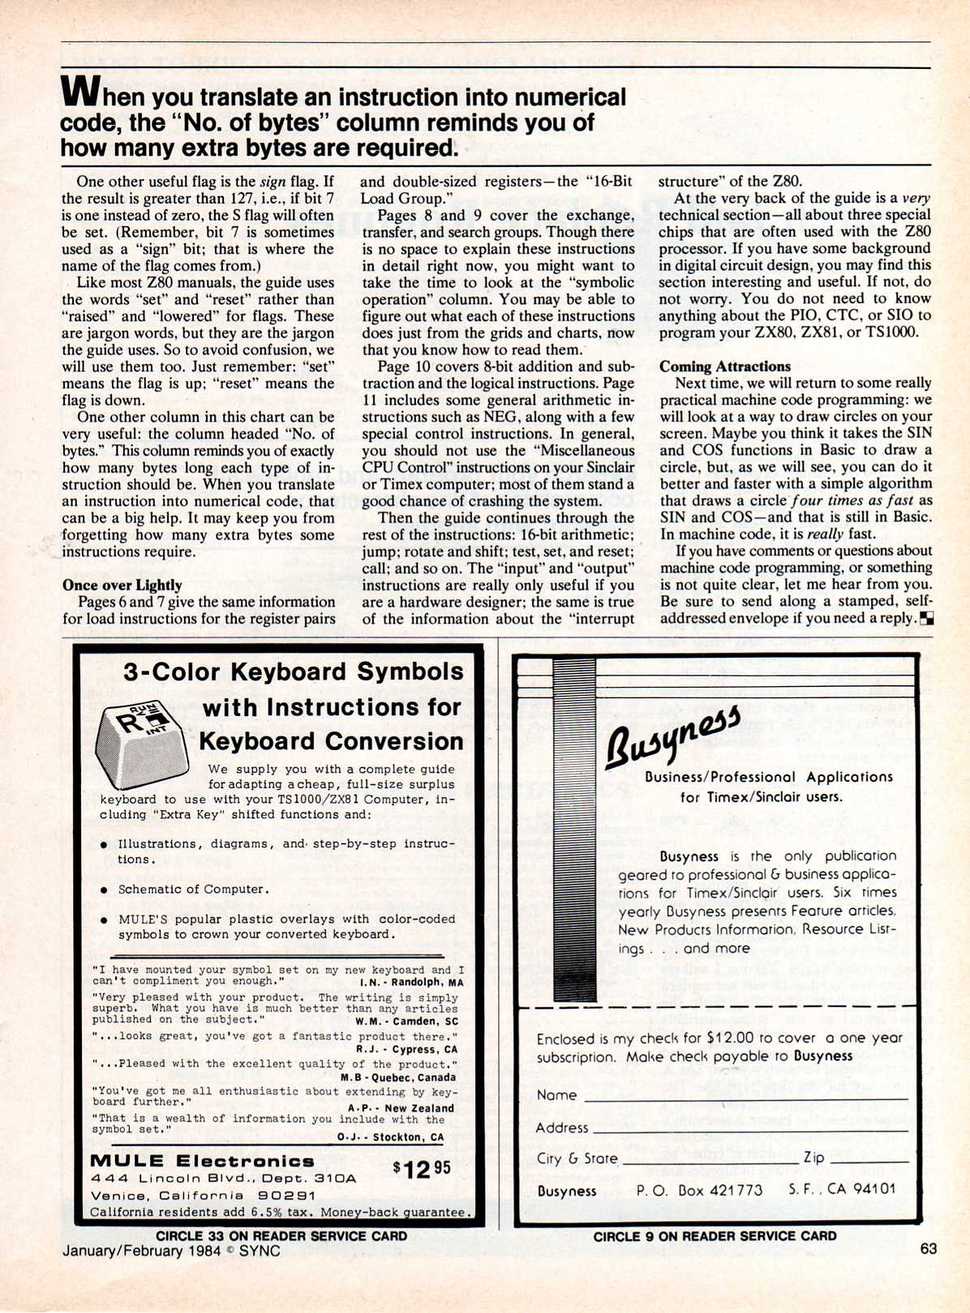 When you translate an instruction into numerical
code, the "No. of bytes" column reminds you of
how many extra bytes are required.
One other useful flag is the sign flag. If
the result is greater than 127, i.e., if bit 7
is one instead of zero, the S flag will often
be set. (Remember, bit 7 is sometimes
used as a "sign" bit; that is where the
name of the flag comes from.)
Like most Z80 manuals, the guide uses
the words "set" and "reset" rather than
"raised" and "lowered" for flags. These
are jargon words, but they are the jargon
the guide uses. So to avoid confusion, we
will use them too. Just remember: "set"
means the flag is up; "reset" means the
flag is down.
One other column in this chart can be
very useful: the column headed "No. of
bytes." This column reminds you of exactly
how many bytes long each type of in-
struction should be. When you translate
an instruction into numerical code, that
can be a big help. It may keep you from
forgetting how many extra bytes some
instructions require.
Once over Lightly
Pages 6 and 7 give the same information
for load instructions for the register pairs
and double-sized registers—the "16-Bit
Load Group."
Pages 8 and 9 cover the exchange,
transfer, and search groups. Though there
is no space to explain these instructions
in detail right now, you might want to
take the time to look at the "symbolic
operation" column. You may be able to
figure out what each of these instructions
does just from the grids and charts, now
that you know how to read them.
Page 10 covers 8-bit addition and sub-
traction and the logical instructions. Page
11 includes some general arithmetic in-
structions such as NEG, along with a few
special control instructions. In general,
you should not use the "Miscellaneous
CPU Control" instructions on your Sinclair
or Timex computer; most of them stand a
good chance of crashing the system.
Then the guide continues through the
rest of the instructions: 16-bit arithmetic;
jump; rotate and shift; test, set, and reset;
call; and so on. The "input" and "output"
instructions are really only useful if you
are a hardware designer; the same is true
of the information about the "interrupt
structure" of the Z80.
At the very back of the guide is a very
technical section—all about three special
chips that are often used with the Z80
processor. If you have some background
in digital circuit design, you may find this
section interesting and useful. If not, do
not worry. You do not need to know
anything about the PIO, CTC, or SIO to
program your ZX80, ZX81, or TS1000.
Coming Attractions
Next time, we will return to some really
practical machine code programming: we
will look at a way to draw circles on your
screen. Maybe you think it takes the SIN
and COS functions in Basic to draw a
circle, but, as we will see, you can do it
better and faster with a simple algorithm
that draws a circle four times as fast as
SIN and COS—and that is still in Basic.
In machine code, it is really fast.
If you have comments or questions about
machine code programming, or something
is not quite clear, let me hear from you.
Be sure to send along a stamped, self-
addressed envelope if you need a reply.
3-Color Keyboard Symbols
with Instructions for
Keyboard Conversion
RUN
R
INT
We supply you with a complete guide
for adapting a cheap, full-size surplus
keyboard to use with your TS1000/ZX81 Computer, in-
cluding "Extra Key" shifted functions and:
• Illustrations, diagrams, and step-by-step instruc-
tions.
• Schematic of Computer.
• MULE'S popular plastic overlays with color-coded
symbols to crown your converted keyboard.
"I have mounted your symbol set on my new keyboard and I
can't compliment you enough." I.N. - Randolph, MA
"Very pleased with your product. The writing is simply
superb. What you have is much better than any articles
published on the subject." W.M. - Camden, SC
"...looks great, you've got a fantastic product there."
R.J. - Cypress, CA
"...Pleased with the excellent quality of the product."
M.B - Quebec, Canada
"You've got me all enthusiastic about extending by key-
board further."
A.P. - New Zealand
"That is a wealth of information you include with the
symbol set."
O.J. - Stockton, CA
MULE Electronics
444 Lincoln Blvd., Dept. 310A
Venice, California 90291
$12 95
California residents add 6.5% tax. Money-back guarantee.
CIRCLE 33 ON READER SERVICE CARD
Busyness
Business/Professional Applications
for Timex/Sinclair users.
Busyness is the only publication
geared to professional & business applica-
tions for Timex/Sinclair users. Six times
yearly Busyness presents Feature articles,
New Products Information, Resource List-
ings . . . and more
Enclosed is my check for $12.00 to cover a one year
subscription. Make check payable to Busyness
Name
Address
City & State Zip
Busyness P. O. Box 421773 S. F., CA 94101
CIRCLE 9 ON READER SERVICE CARD
January/February 1984 © SYNC
63